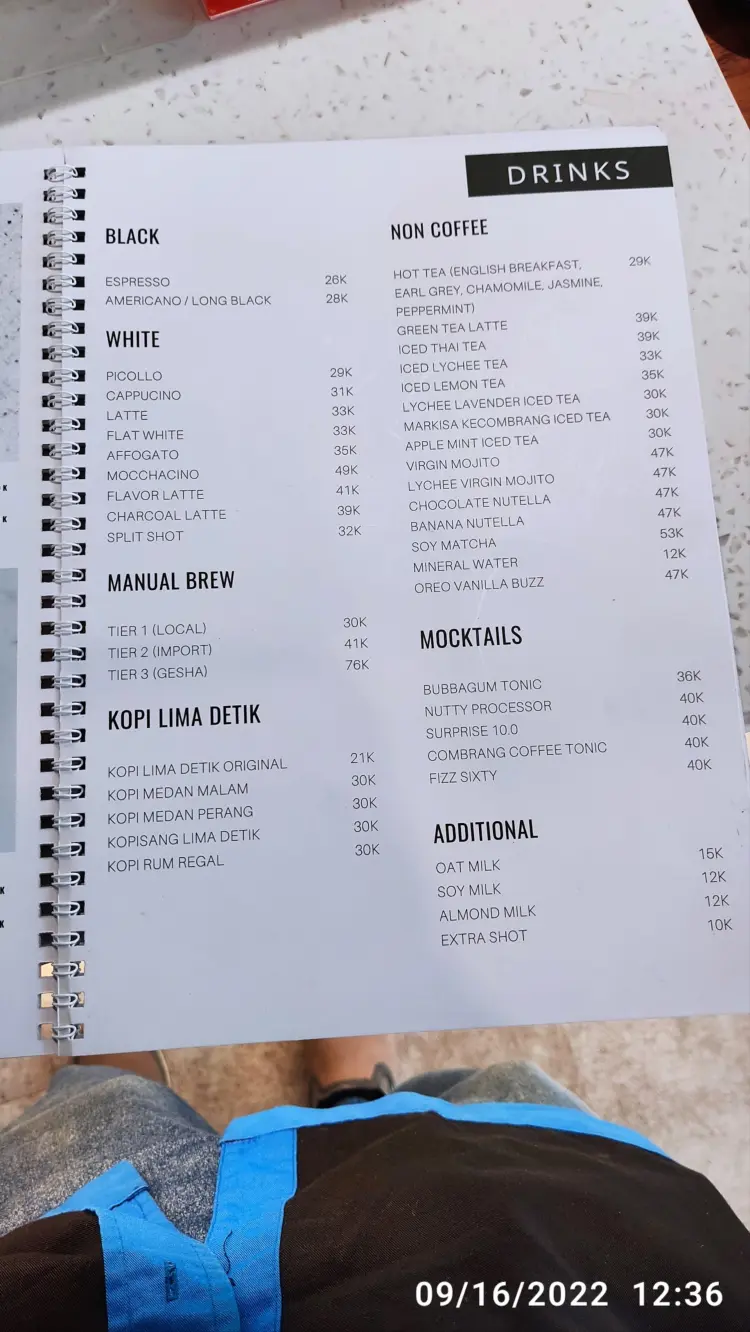 DRINKS
BLACK
ESPRESSO 26K
AMERICANO / LONG BLACK 28K
WHITE
PICOLLO 29K
CAPPUCINO 31K
LATTE 33K
FLAT WHITE 33K
AFFOGATO 35K
MOCCHACINO 49K
FLAVOR LATTE 41K
CHARCOAL LATTE 39K
SPLIT SHOT 32K
MANUAL BREW
TIER 1 (LOCAL) 30K
TIER 2 (IMPORT) 41K
TIER 3 (GESHA) 76K
KOPI LIMA DETIK
KOPI LIMA DETIK ORIGINAL 21K
KOPI MEDAN MALAM 30K
KOPI MEDAN PERANG 30K
KOPISANG LIMA DETIK 30K
KOPI RUM REGAL 30K
NON COFFEE
HOT TEA (ENGLISH BREAKFAST, 29K
EARL GREY, CHAMOMILE, JASMINE,
PEPPERMINT)
GREEN TEA LATTE 39K
ICED THAI TEA 39K
ICED LYCHEE TEA 33K
ICED LEMON TEA 35K
LYCHEE LAVENDER ICED TEA 30K
MARKISA KECOMBRANG ICED TEA 30K
APPLE MINT ICED TEA 30K
VIRGIN MOJITO 47K
LYCHEE VIRGIN MOJITO 47K
CHOCOLATE NUTELLA 47K
BANANA NUTELLA 47K
SOY MATCHA 53K
MINERAL WATER 12K
OREO VANILLA BUZZ 47K
MOCKTAILS
BUBBAGUM TONIC 36K
NUTTY PROCESSOR 40K
SURPRISE 10.0 40K
COMBRANG COFFEE TONIC 40K
FIZZ SIXTY 40K
ADDITIONAL
OAT MILK 15K
SOY MILK 12K
ALMOND MILK 12K
EXTRA SHOT 10K
K
K
K
K
09/16/2022 12:36